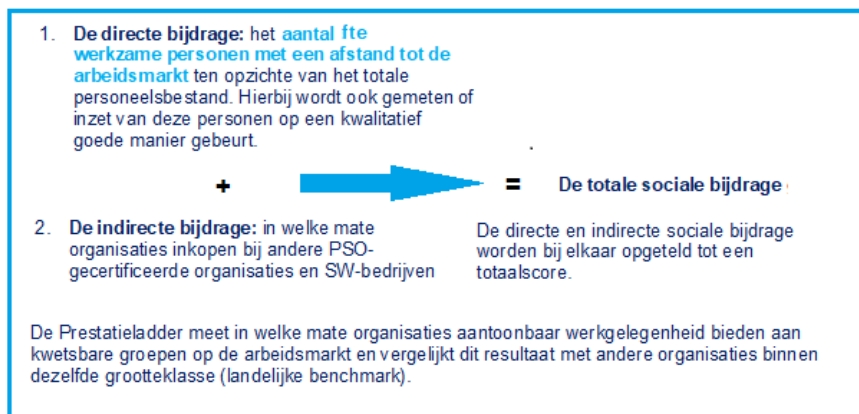 1. De directe bijdrage: het aantal fte
werkzame personen met een afstand tot de
arbeidsmarkt ten opzichte van het totale
personeelsbestand. Hierbij wordt ook gemeten of
inzet van deze personen op een kwalitatief
goede manier gebeurt.
+
= De totale sociale bijdrage
2. De indirecte bijdrage: in welke mate
organisaties inkopen bij andere PSO-
gecertificeerde organisaties en SW-bedrijven
De directe en indirecte sociale bijdrage
worden bij elkaar opgeteld tot een
totaalscore.
De Prestatieladder meet in welke mate organisaties aantoonbaar werkgelegenheid bieden aan
kwetsbare groepen op de arbeidsmarkt en vergelijkt dit resultaat met andere organisaties binnen
dezelfde grootteklasse (landelijke benchmark).